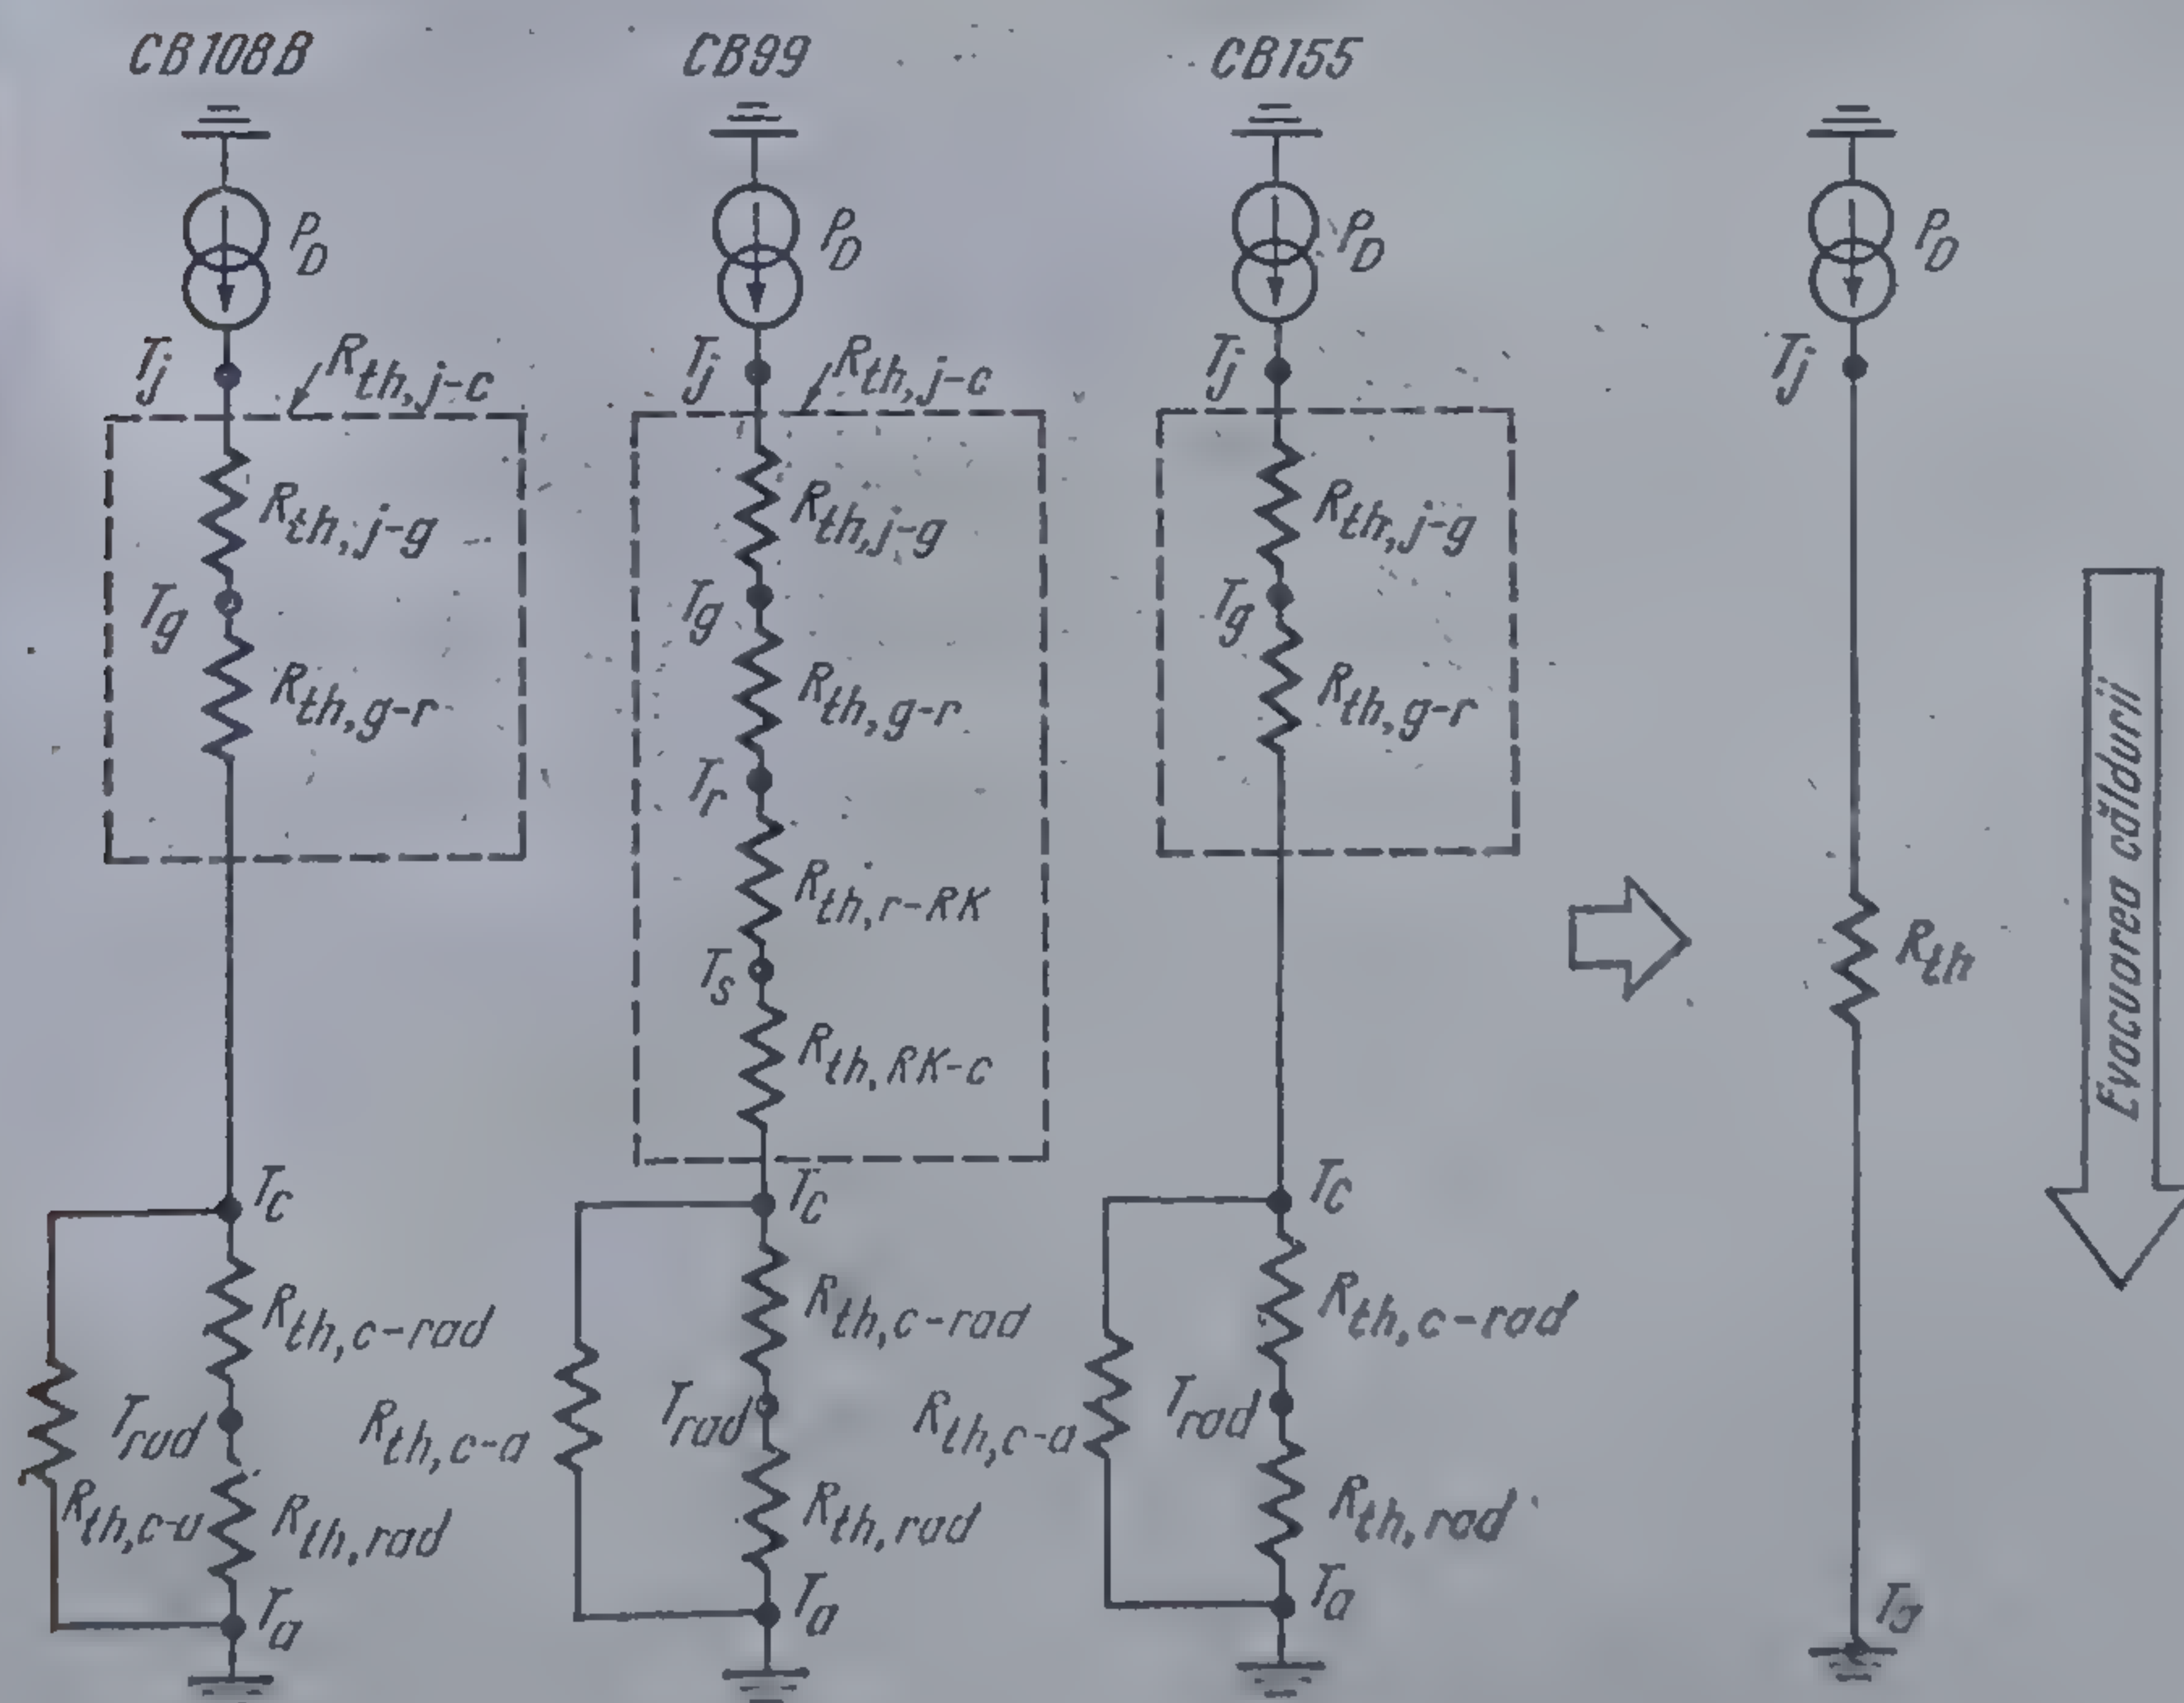 CB108B
P_D
T_j
R_th,j-c
R_th,j-g
T_g
R_th,g-r
T_c
R_th,c-rad
T_rad
R_th,c-a
R_th,rad
T_a
CB99
P_D
T_j
R_th,j-c
R_th,j-g
T_g
R_th,g-r
T_r
R_th,r-RK
T_s
R_th,RK-c
T_c
R_th,c-rad
T_rad
R_th,c-a
R_th,rad
T_a
CB155
P_D
T_j
R_th,j-g
T_g
R_th,g-r
T_c
R_th,c-rad
T_rad
R_th,c-a
R_th,rad
T_a
P_D
T_j
R_th
T_a
Evacuarea căldurii